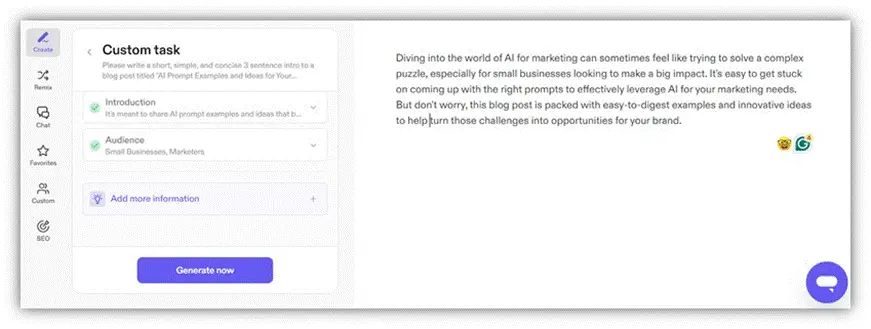 Create
Remix
Chat
Favorites
Custom
SEO
Custom task
Please write a short, simple, and concise 3 sentence intro to a
blog post titled "AI Prompt Examples and Ideas for Your...
Introduction
It's meant to share AI prompt examples and ideas that b...
Audience
Small Businesses, Marketers
Add more information
Generate now
Diving into the world of AI for marketing can sometimes feel like trying to solve a complex
puzzle, especially for small businesses looking to make a big impact. It's easy to get stuck
on coming up with the right prompts to effectively leverage AI for your marketing needs.
But don't worry, this blog post is packed with easy-to-digest examples and innovative ideas
to help turn those challenges into opportunities for your brand.
4